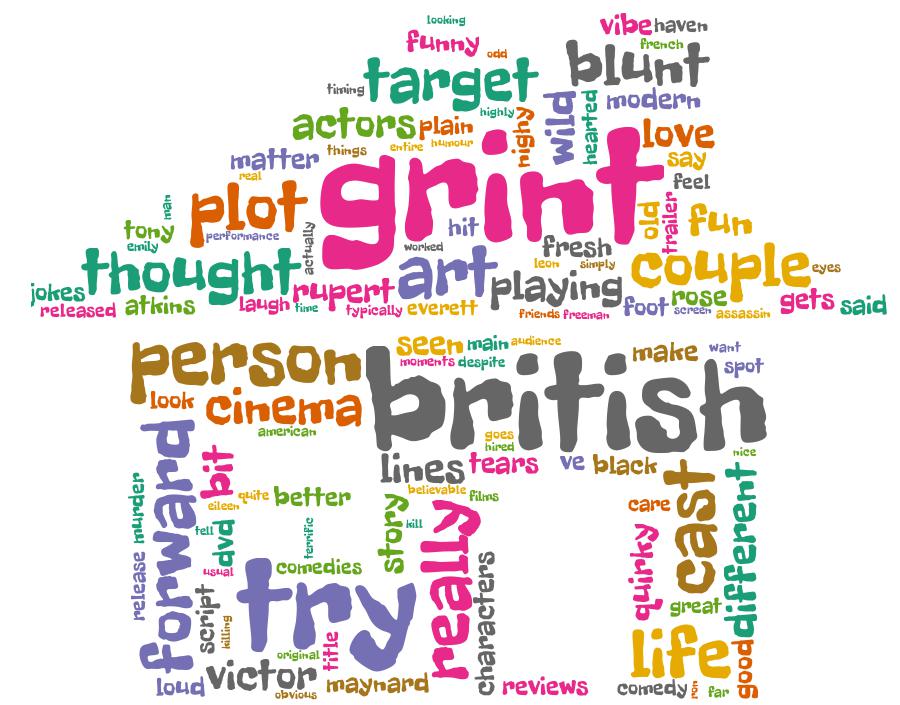 looking
vibe
haven
funny
french
odd
blunt
target
timing
modern
wild
hearted
highly
nighy
actors
plain
grint
love
entire
humour
things
matter
say
real
feel
plot
man
old
trailer
fun
tony
performance
hit
emily
actually
worked
fresh
thought
art
leon
simply
couple
eyes
jokes
rupert
playing
rose
gets
said
released
atkins
laugh
time
typically
everett
friends
freeman
foot
screen
assassin
person
seen
main
audience
make
want
moments
despite
spot
british
look
cinema
american
goes
hired
nice
forward
bit
lines
tears
ve
black
murder
eileen
quite
better
believable
films
cast
different
care
tell
dvd
terrific
story
kill
really
quirky
usual
comedies
release
script
killing
try
characters
great
original
title
life
good
loud
victor
obvious
maynard
reviews
comedy
ron
far